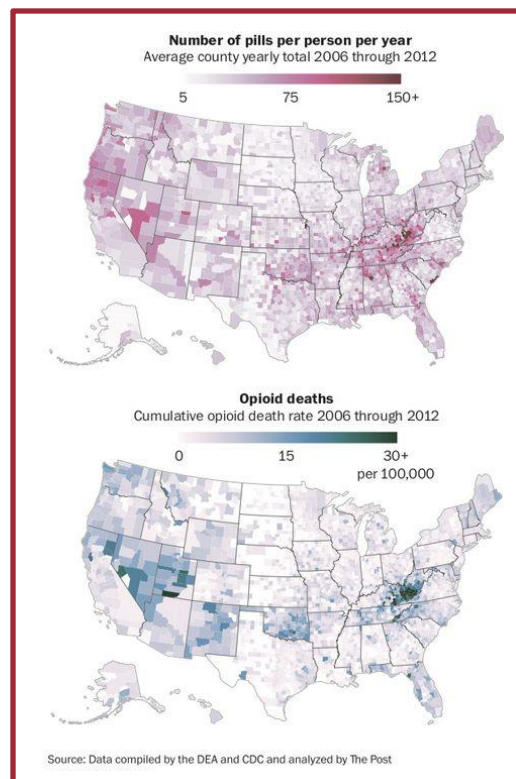 Number of pills per person per year
Average county yearly total 2006 through 2012
5 75 150+
Opioid deaths
Cumulative opioid death rate 2006 through 2012
0 15 30+
per 100,000
Source: Data compiled by the DEA and CDC and analyzed by The Post